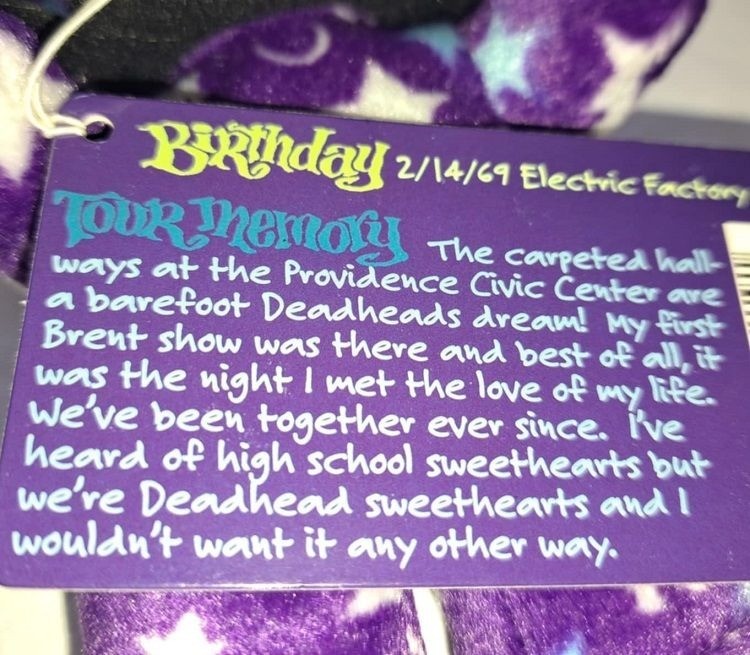 Birthday 2/14/69 Electric Factory
Tour Memory The carpeted hall-
ways at the Providence Civic Center are
a barefoot Deadheads dream! My first
Brent show was there and best of all, it
was the night I met the love of my life.
We've been together ever since. I've
heard of high school sweethearts but
we're Deadhead sweethearts and I
wouldn't want it any other way.